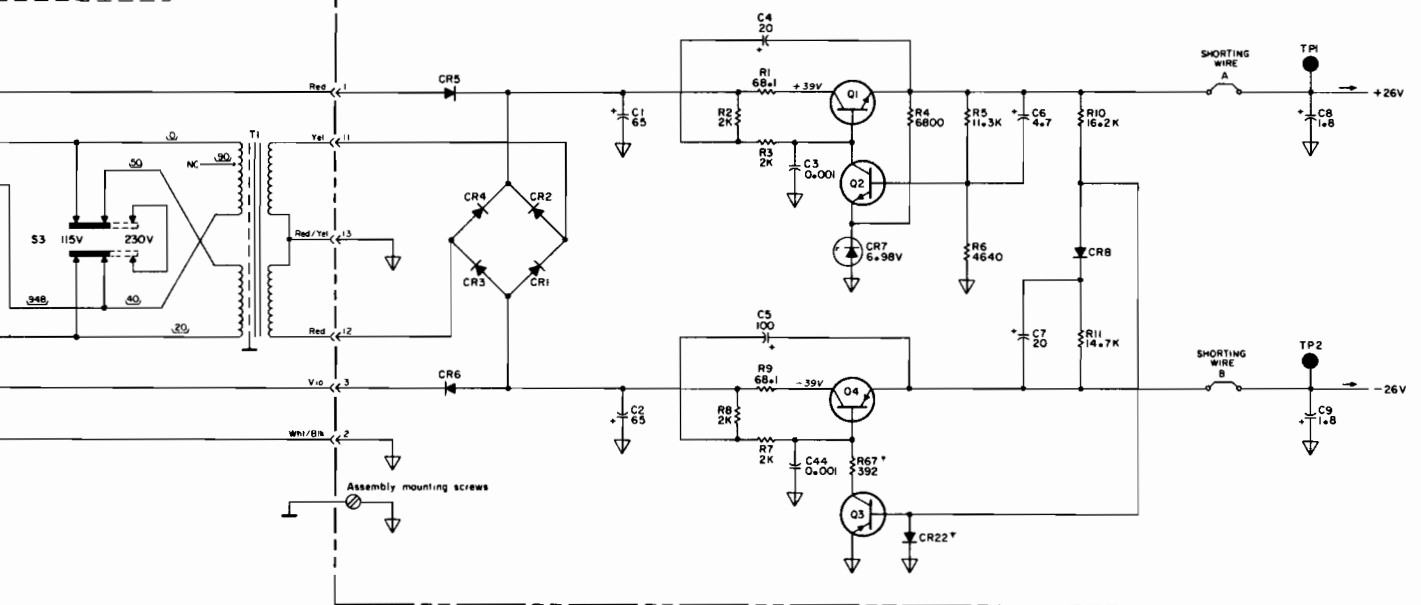 C4
20
+
SHORTING
WIRE
A
TP1
Red
1
CR5
R1
68.1
+39V
Q1
+26V
+
C1
65
R2
2K
R4
6800
R5
11.3K
+
C6
4.7
R10
16.2K
+
C8
1.8
0
T1
Yel
11
NC
90
50
R3
2K
C3
0.001
Q2
CR4
CR2
S3
115V
230V
Red/Yel
13
CR7
6.98V
R6
4640
CR8
CR3
CR1
948
40
C5
100
+
+
C7
20
R11
14.7K
20
Red
12
SHORTING
WIRE
B
TP2
Vio
3
CR6
R9
68.1
-39V
Q4
-26V
+
C2
65
R8
2K
+
C9
1.8
Wht/Blk
2
R7
2K
C44
0.001
R67*
392
Assembly mounting screws
Q3
CR22*